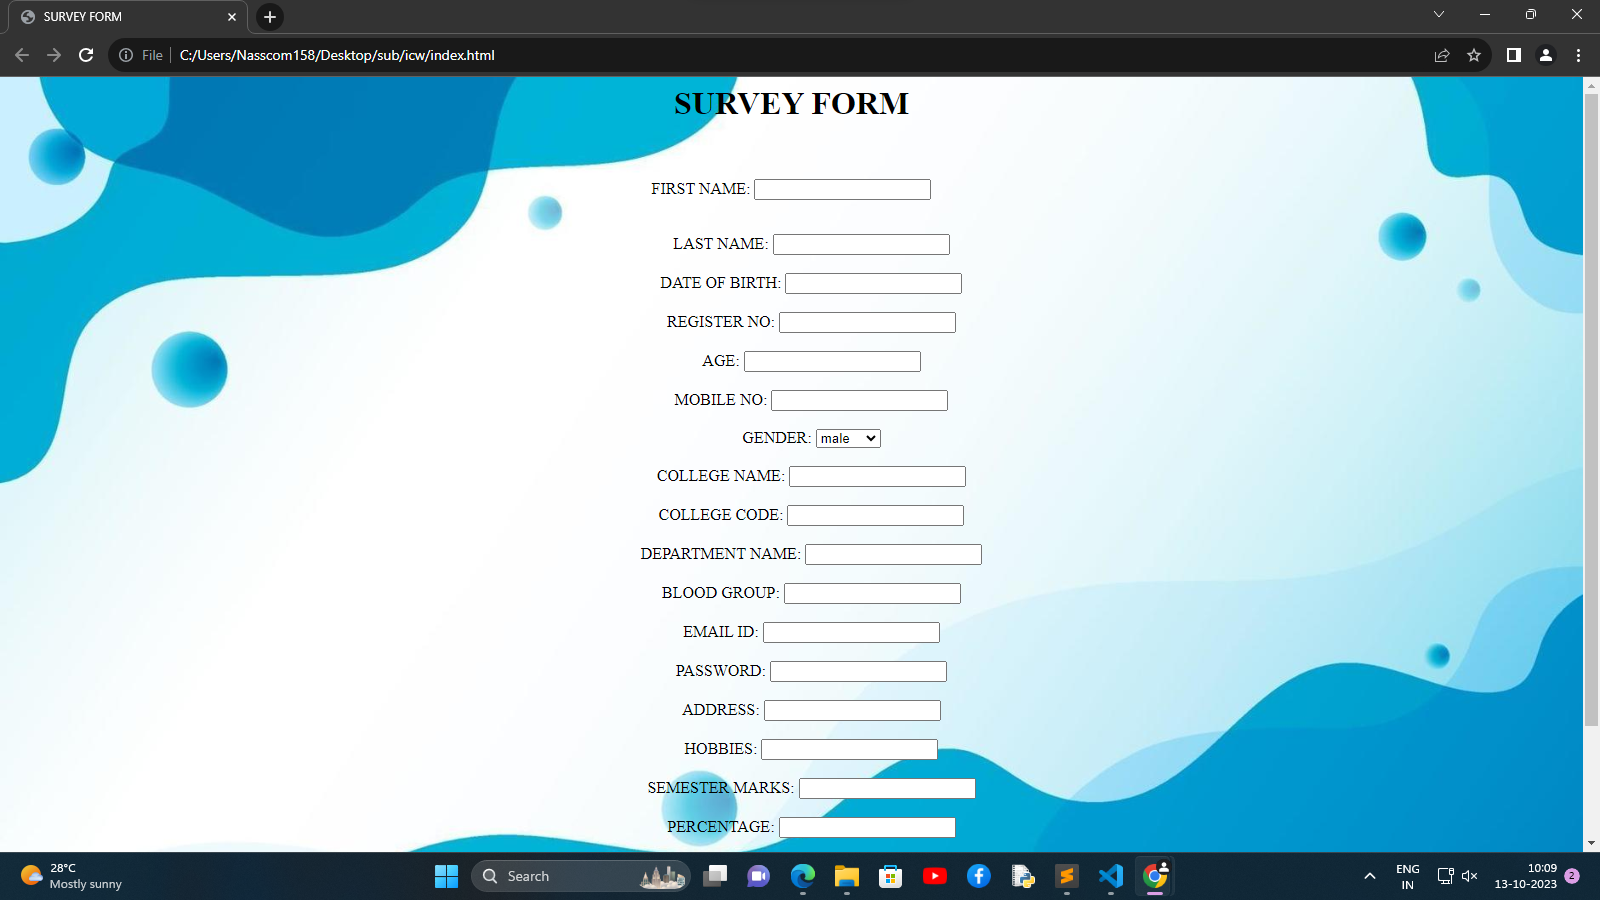 SURVEY FORM
File
C:/Users/Nasscom158/Desktop/sub/icw/index.html
SURVEY FORM
FIRST NAME:
LAST NAME:
DATE OF BIRTH:
REGISTER NO:
AGE:
MOBILE NO:
GENDER: male
COLLEGE NAME:
COLLEGE CODE:
DEPARTMENT NAME:
BLOOD GROUP:
EMAIL ID:
PASSWORD:
ADDRESS:
HOBBIES:
SEMESTER MARKS:
PERCENTAGE:
28°C
Mostly sunny
Search
ENG
IN
10:09
13-10-2023
2